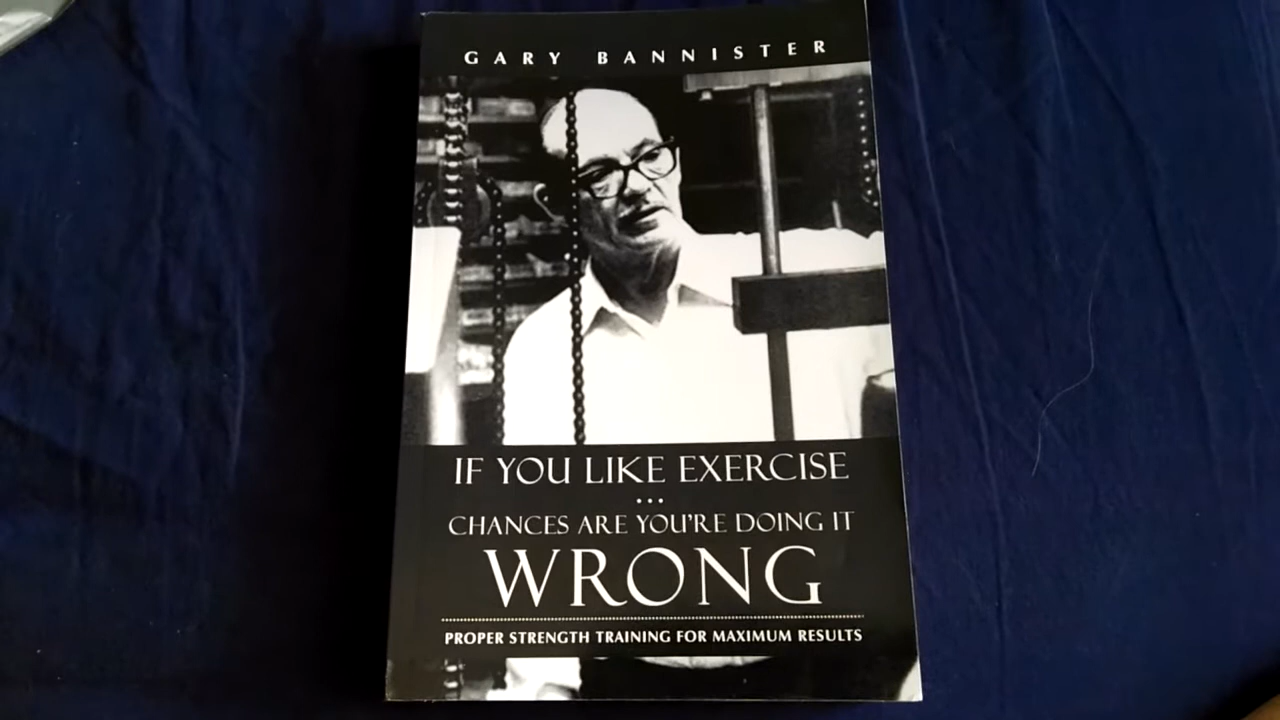 GARY BANNISTER
IF YOU LIKE EXERCISE
...
CHANCES ARE YOU'RE DOING IT
WRONG
PROPER STRENGTH TRAINING FOR MAXIMUM RESULTS